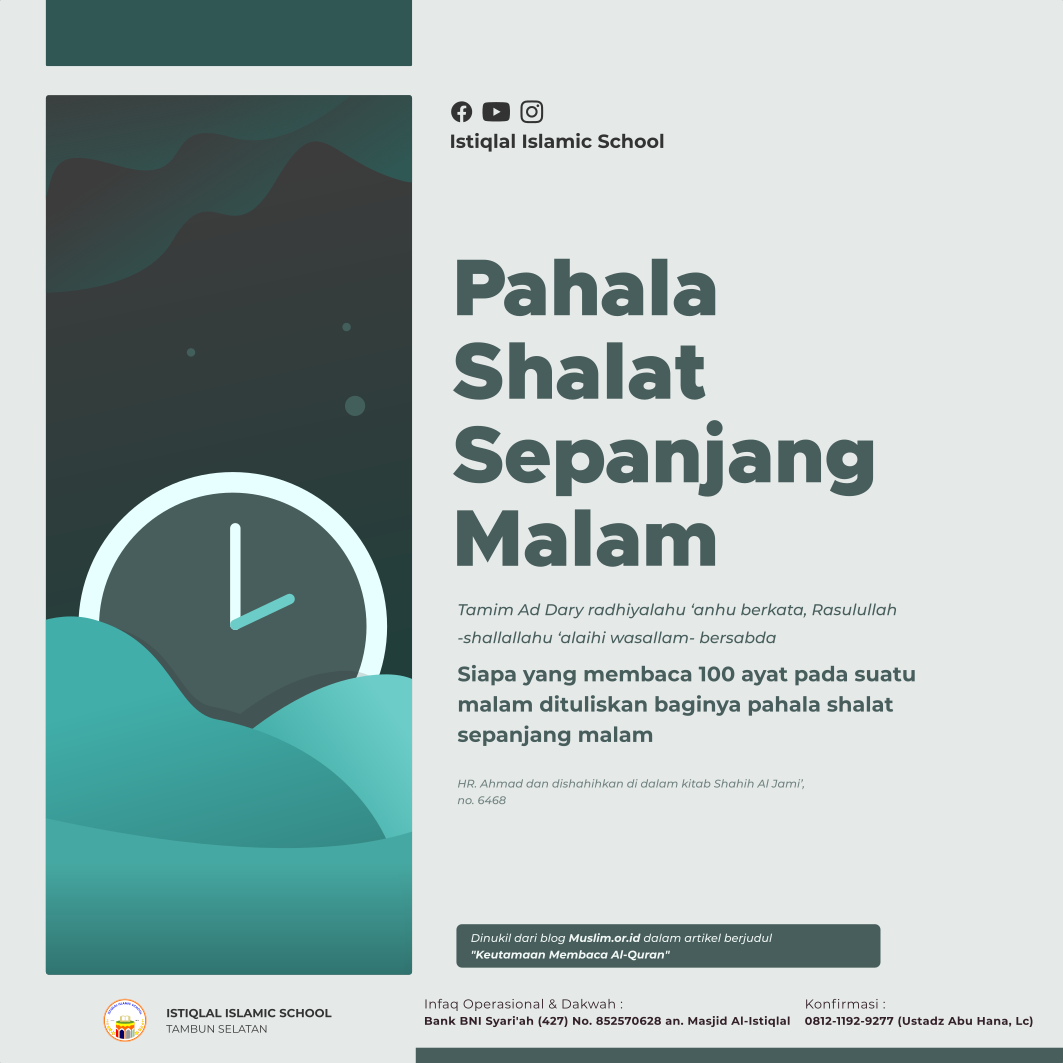 Istiqlal Islamic School
Pahala
Shalat
Sepanjang
Malam
Tamim Ad Dary radhiyalahu ‘anhu berkata, Rasulullah
-shallallahu ‘alaihi wasallam- bersabda
Siapa yang membaca 100 ayat pada suatu
malam dituliskan baginya pahala shalat
sepanjang malam
HR. Ahmad dan dishahihkan di dalam kitab Shahih Al Jami’,
no. 6468
Dinukil dari blog Muslim.or.id dalam artikel berjudul
"Keutamaan Membaca Al-Quran"
ISTIQLAL ISLAMIC SCHOOL
TAMBUN SELATAN
Infaq Operasional & Dakwah :
Bank BNI Syari'ah (427) No. 852570628 an. Masjid Al-Istiqlal
Konfirmasi :
0812-1192-9277 (Ustadz Abu Hana, Lc)